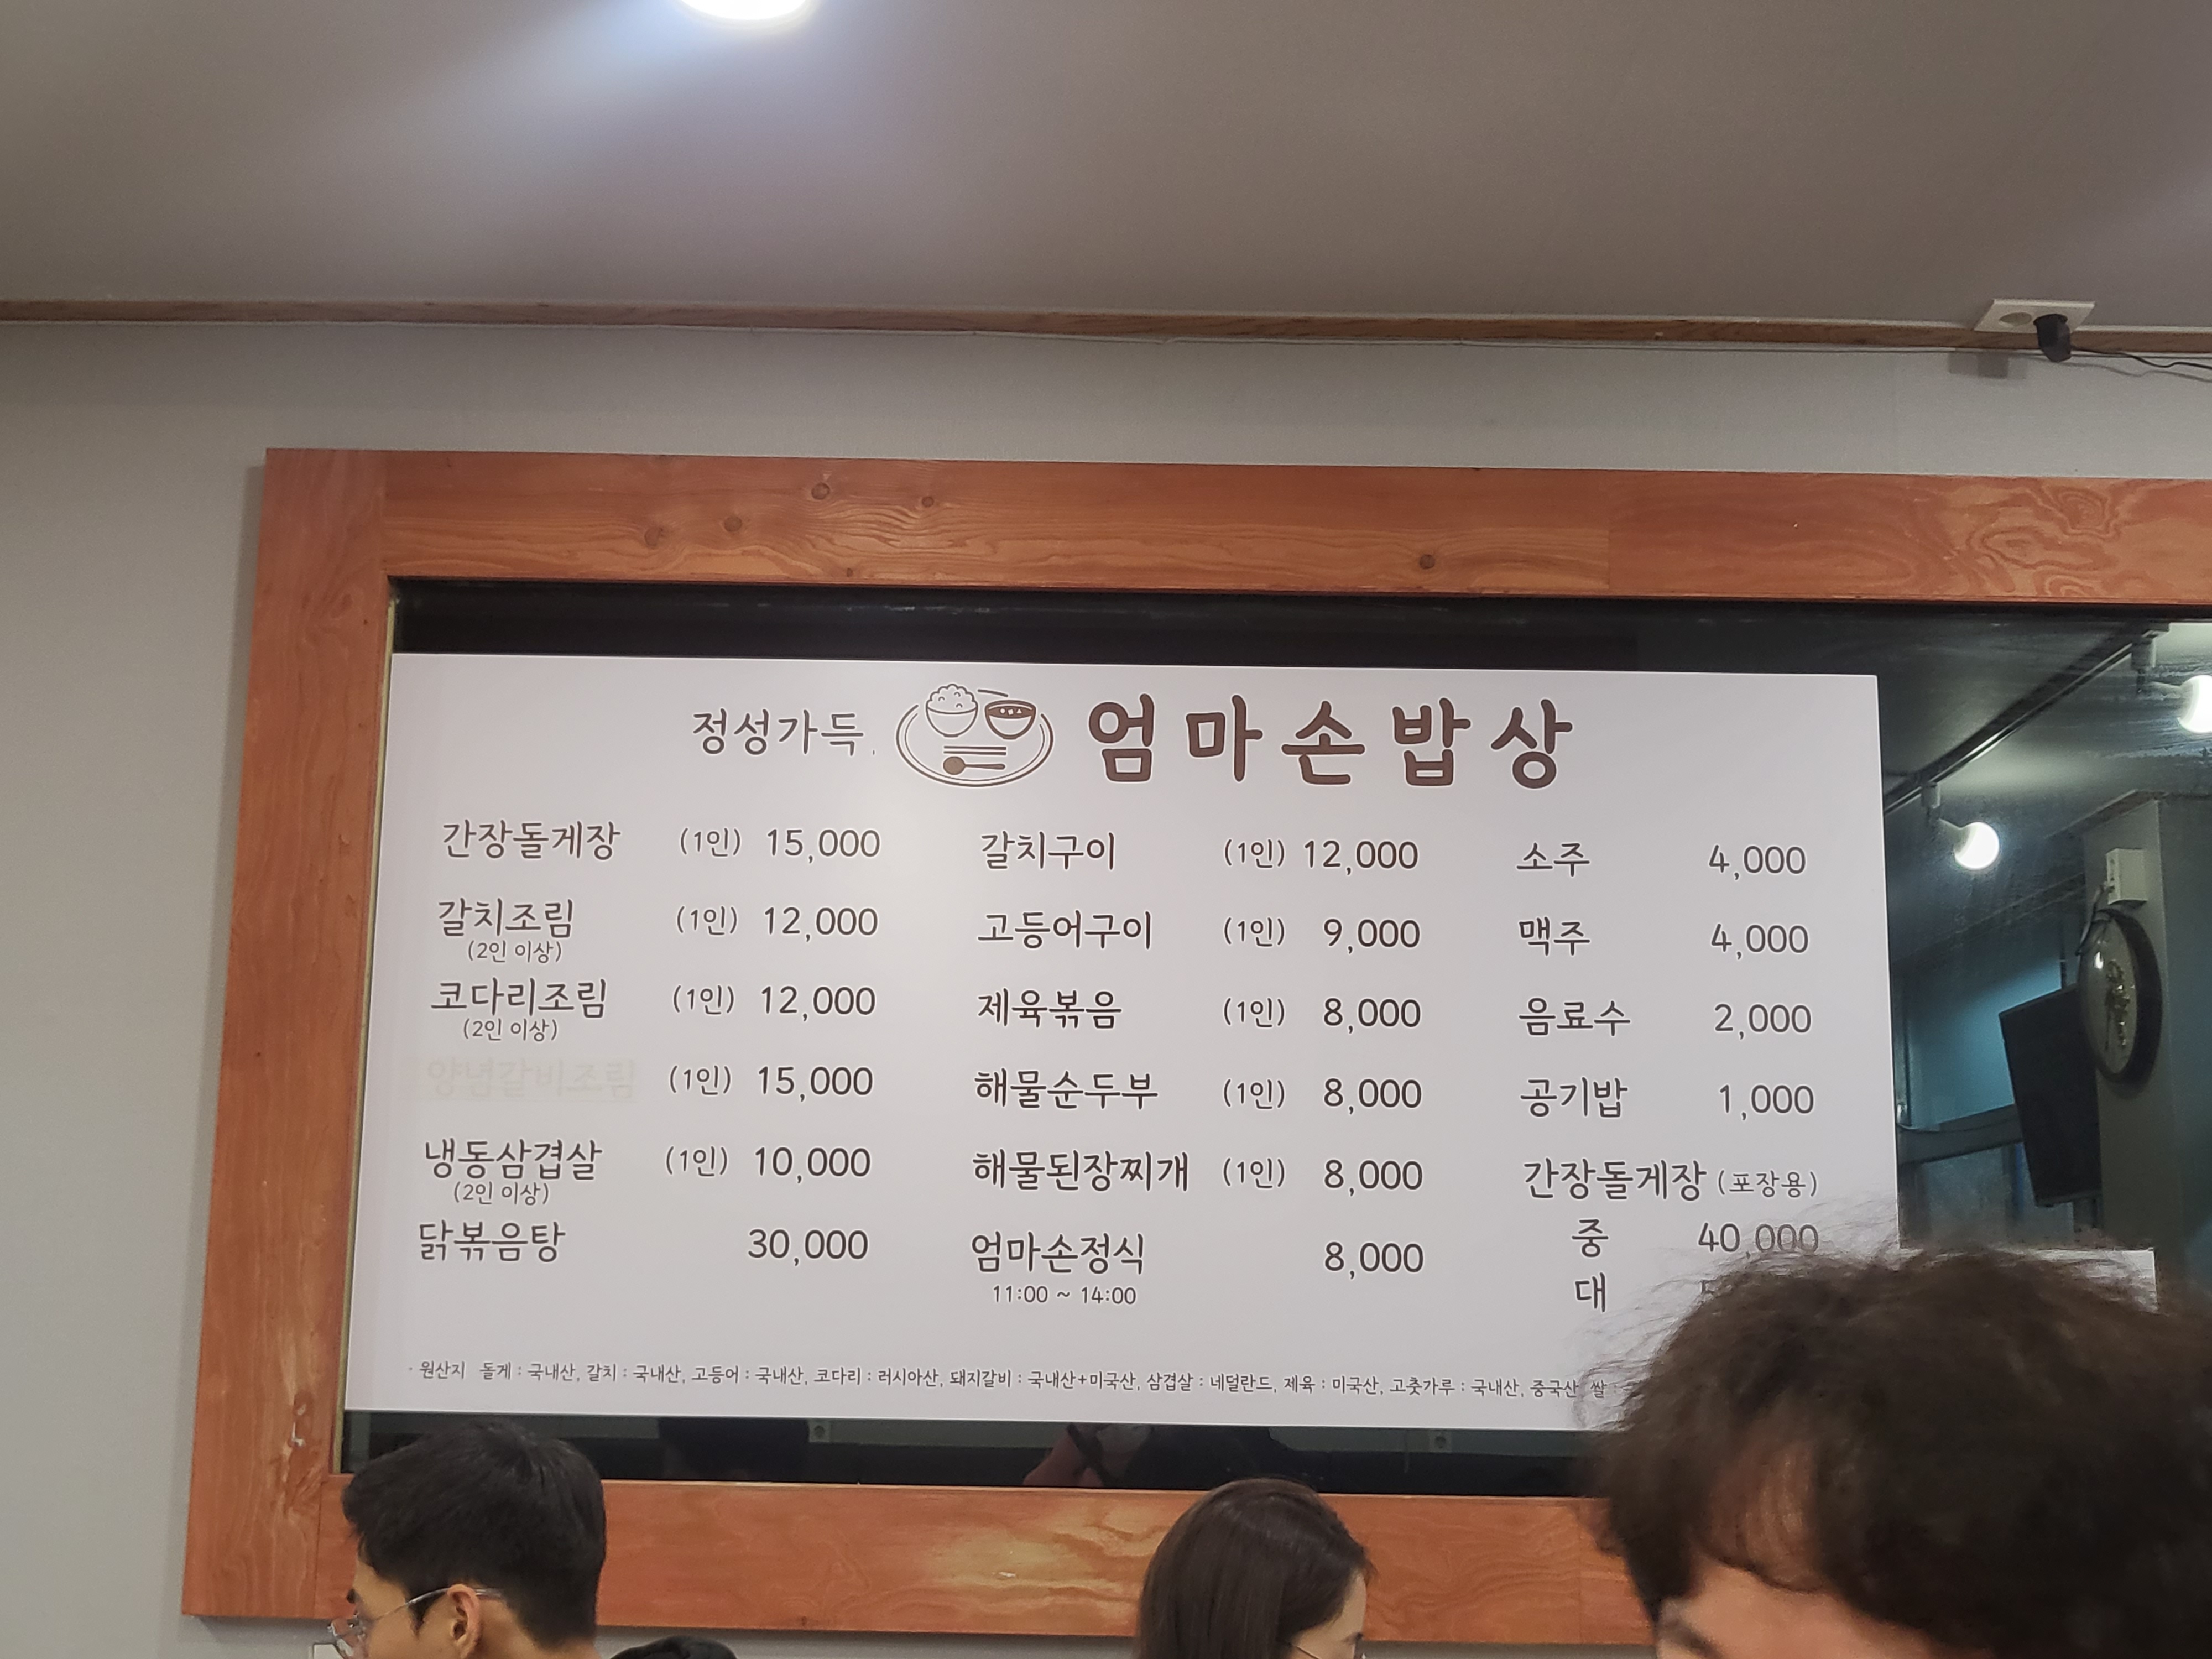 정성가득, 엄마손밥상
간장돌게장 (1인) 15,000
갈치조림 (1인) 12,000
(2인 이상)
코다리조림 (1인) 12,000
(2인 이상)
양념갈비조림 (1인) 15,000
냉동삼겹살 (1인) 10,000
(2인 이상)
닭볶음탕 30,000
갈치구이 (1인) 12,000
고등어구이 (1인) 9,000
제육볶음 (1인) 8,000
해물순두부 (1인) 8,000
해물된장찌개 (1인) 8,000
엄마손정식 8,000
11:00 ~ 14:00
소주 4,000
맥주 4,000
음료수 2,000
공기밥 1,000
간장돌게장 (포장용)
중 40,000
대
· 원산지 돌게 : 국내산, 갈치 : 국내산, 고등어 : 국내산, 코다리 : 러시아산, 돼지갈비 : 국내산+미국산, 삼겹살 : 네덜란드, 제육 : 미국산, 고춧가루 : 국내산, 중국산, 쌀 :